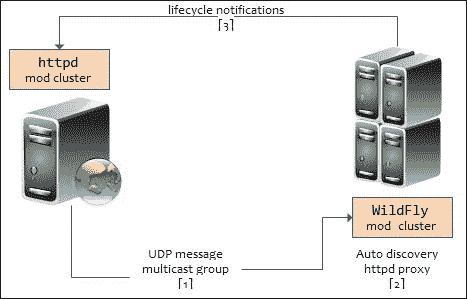 lifecycle notifications
[3]
httpd
mod cluster
WildFly
mod cluster
UDP message
multicast group
[1]
Auto discovery
httpd proxy
[2]